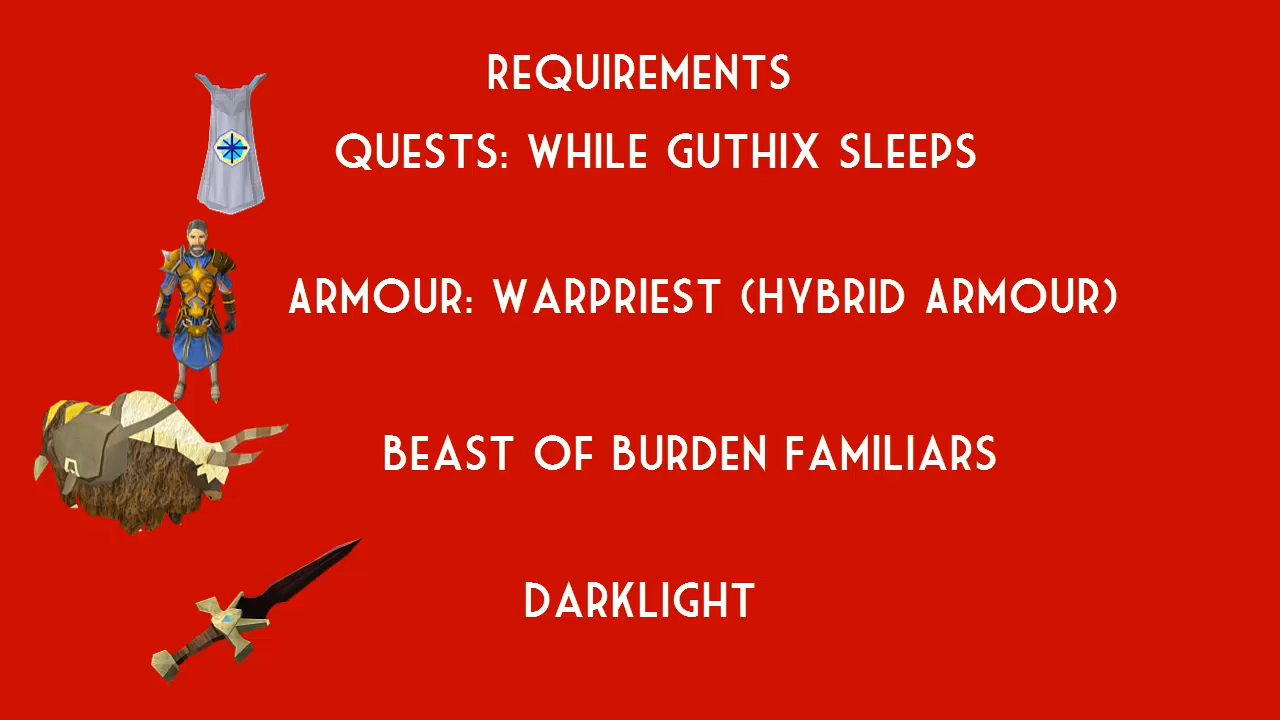 REQUIREMENTS
QUESTS: WHILE GUTHIX SLEEPS
ARMOUR: WARPRIEST (HYBRID ARMOUR)
BEAST OF BURDEN FAMILIARS
DARKLIGHT